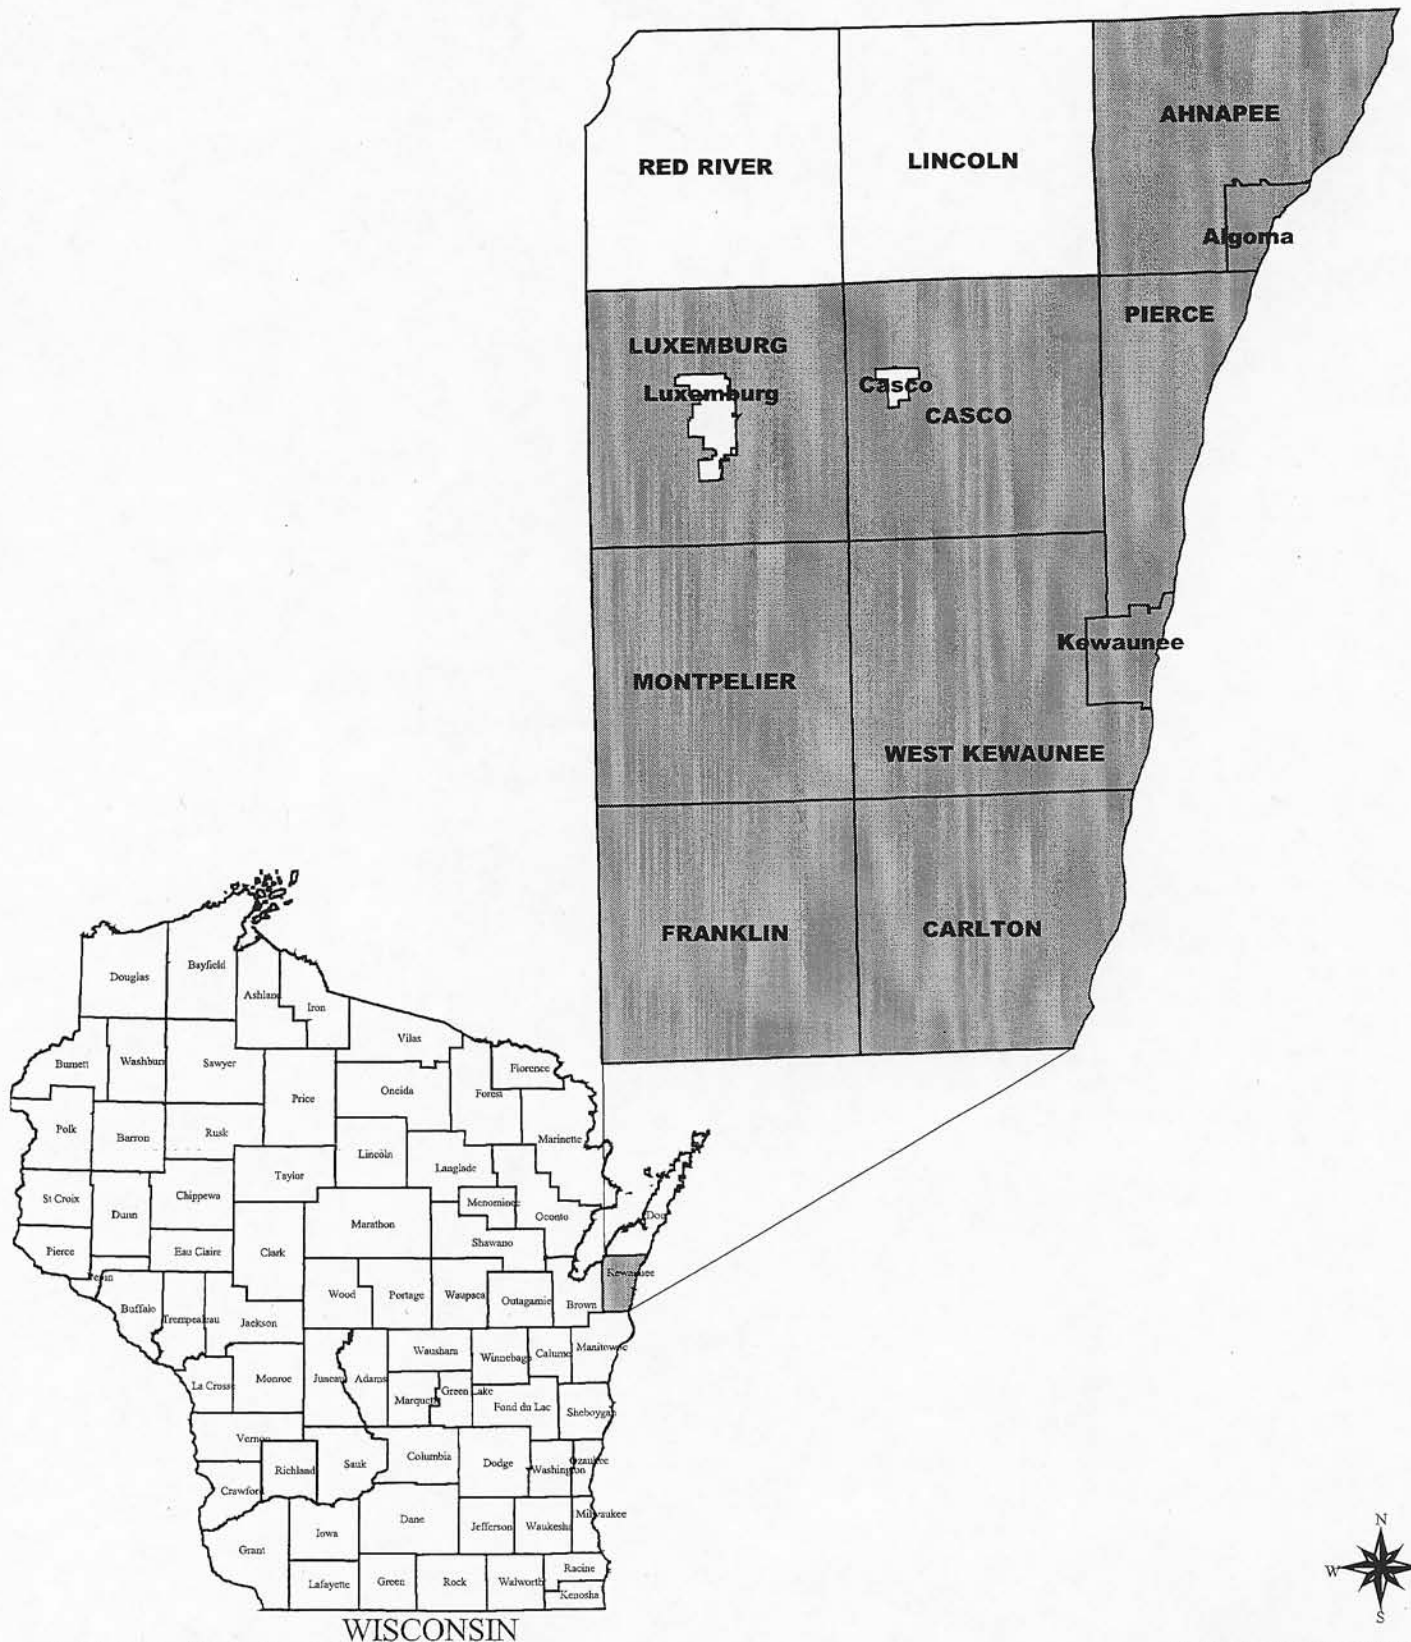 AHNAPEE
RED RIVER
LINCOLN
Algoma
PIERCE
LUXEMBURG
Luxemburg
Casco
CASCO
Kewaunee
MONTPELIER
WEST KEWAUNEE
FRANKLIN
CARLTON
Douglas
Bayfield
Ashland
Iron
Vilas
Burnett
Washburn
Sawyer
Florence
Price
Oneida
Forest
Polk
Barron
Rusk
Marinette
Lincoln
Langlade
Taylor
St Croix
Chippewa
Menominee
Dunn
Marathon
Oconto
Door
Pierce
Eau Claire
Clark
Shawano
Pepin
Kewaunee
Buffalo
Trempealeau
Jackson
Wood
Portage
Waupaca
Outagamie
Brown
Waushara
Winnebago
Calumet
Manitowoc
La Crosse
Monroe
Juneau
Adams
Marquette
Green Lake
Fond du Lac
Sheboygan
Vernon
Richland
Sauk
Columbia
Dodge
Washington
Ozaukee
Crawford
Dane
Jefferson
Waukesha
Milwaukee
Grant
Iowa
Lafayette
Green
Rock
Walworth
Racine
Kenosha
WISCONSIN
N
W
S